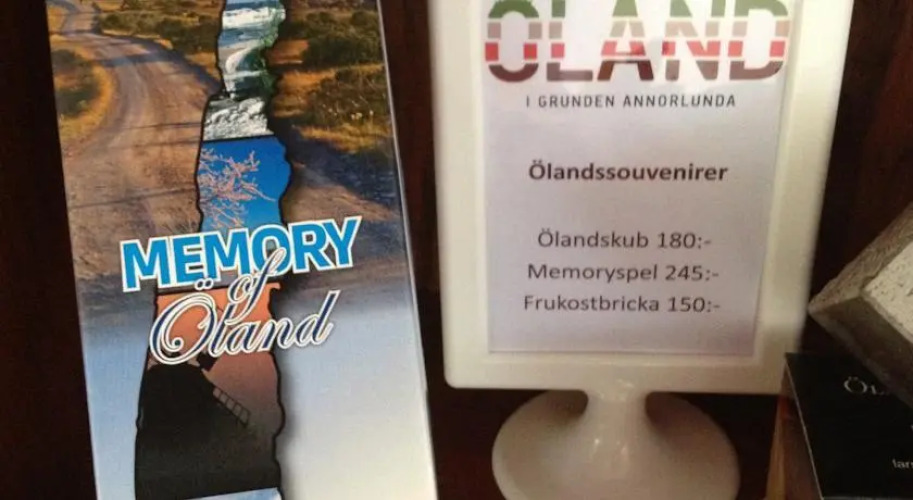 MEMORY
of
Öland
ÖLAND
I GRUNDEN ANNORLUNDA
Ölandssouvenirer
Ölandskub 180:-
Memoryspel 245:-
Frukostbricka 150:-